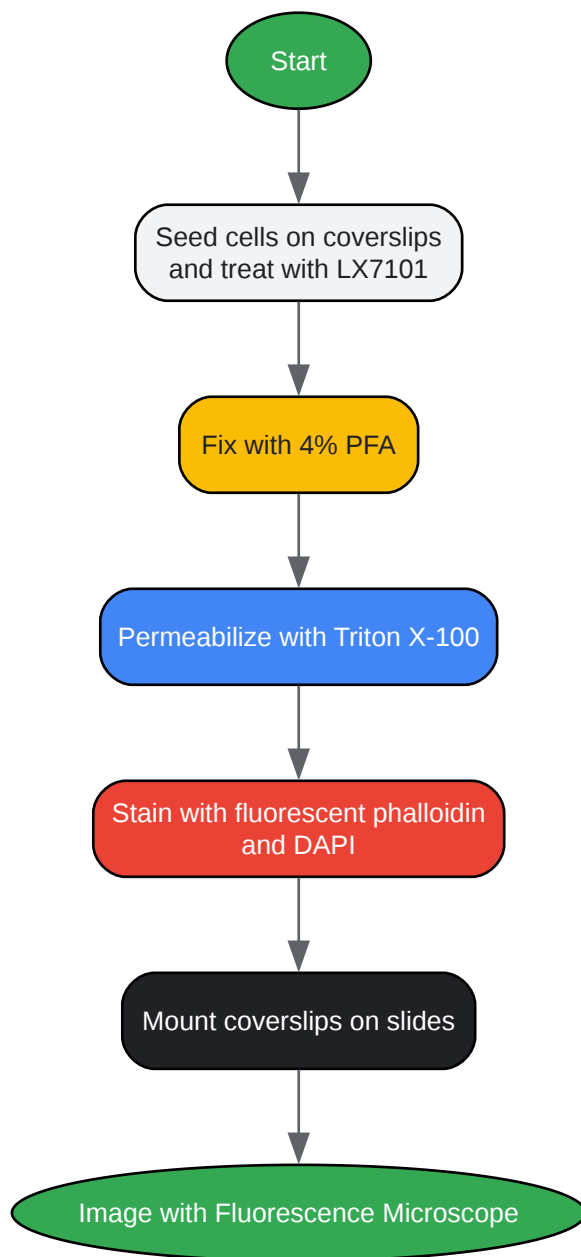 Start
Seed cells on coverslips
and treat with LX7101
Fix with 4% PFA
Permeabilize with Triton X-100
Stain with fluorescent phalloidin
and DAPI
Mount coverslips on slides
Image with Fluorescence Microscope